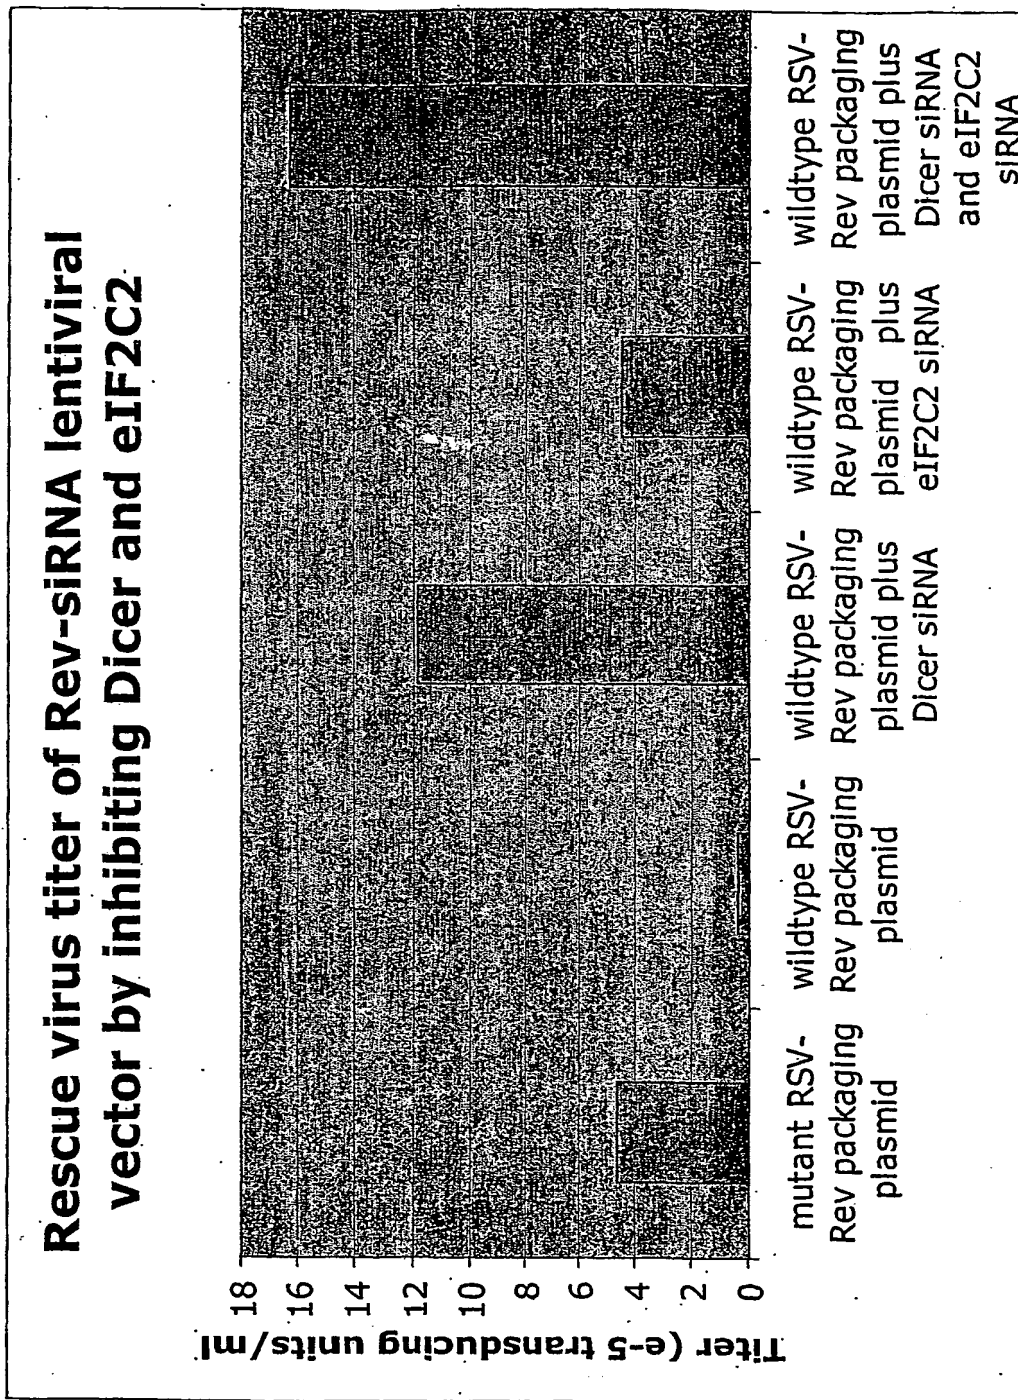 Rescue virus titer of Rev-siRNA lentiviral
vector by inhibiting Dicer and eIF2C2
Titer (e-5 transducing units/ml
18
16
14
12
10
8
6
4
2
0
mutant RSV-
Rev packaging
plasmid
wildtype RSV-
Rev packaging
plasmid
wildtype RSV-
Rev packaging
plasmid plus
Dicer siRNA
wildtype RSV-
Rev packaging
plasmid plus
eIF2C2 siRNA
wildtype RSV-
Rev packaging
plasmid plus
Dicer siRNA
and eIF2C2
siRNA